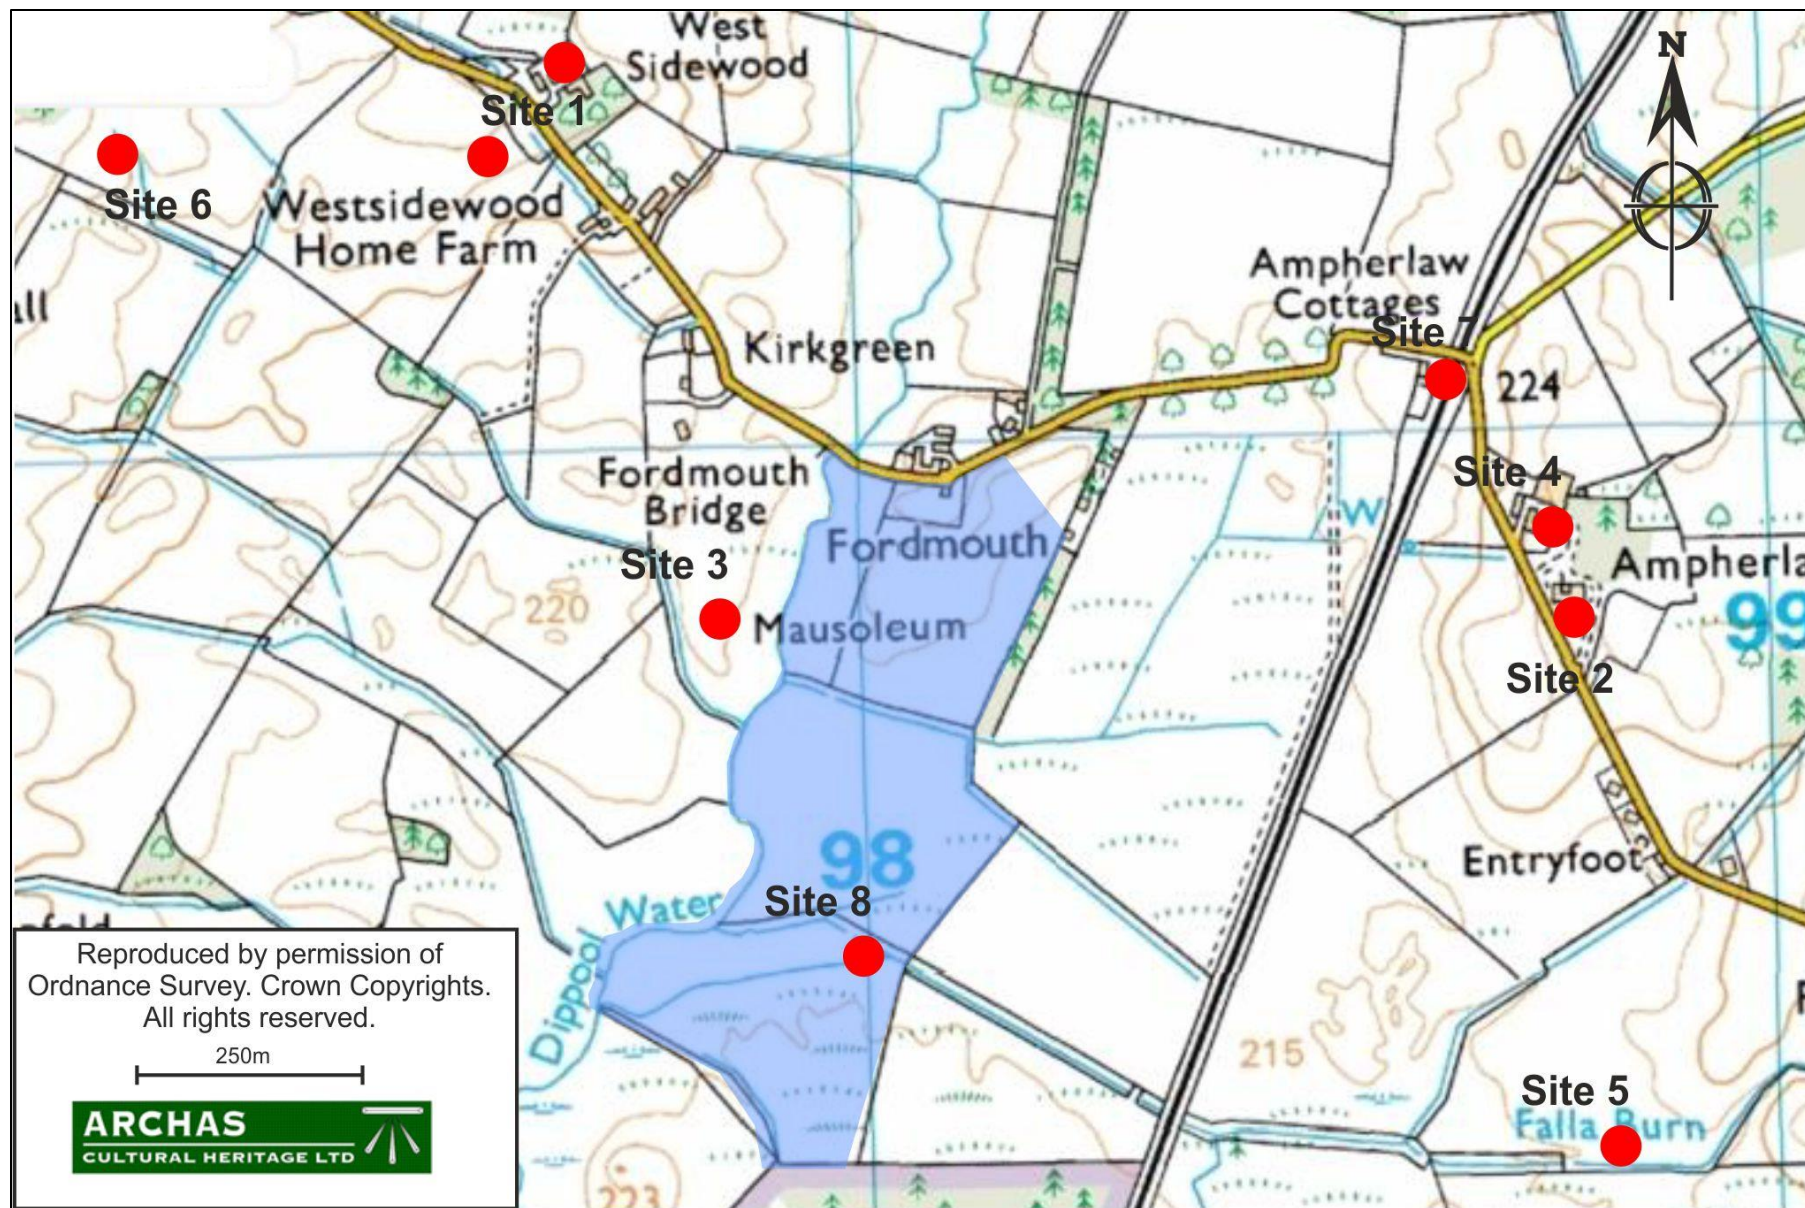 West
Sidewood
N
Site 1
Site 6
Westsidewood
Home Farm
all
Ampherlaw
Cottages
Site 7
Kirkgreen
224
Fordmouth
Bridge
Site 4
W
Fordmouth
Site 3
Ampherla
220
Mausoleum
99
Site 2
98
Entryfoot
Site 8
Dippool Water
215
Site 5
Falla Burn
223
Reproduced by permission of
Ordnance Survey. Crown Copyrights.
All rights reserved.
250m
ARCHAS
CULTURAL HERITAGE LTD